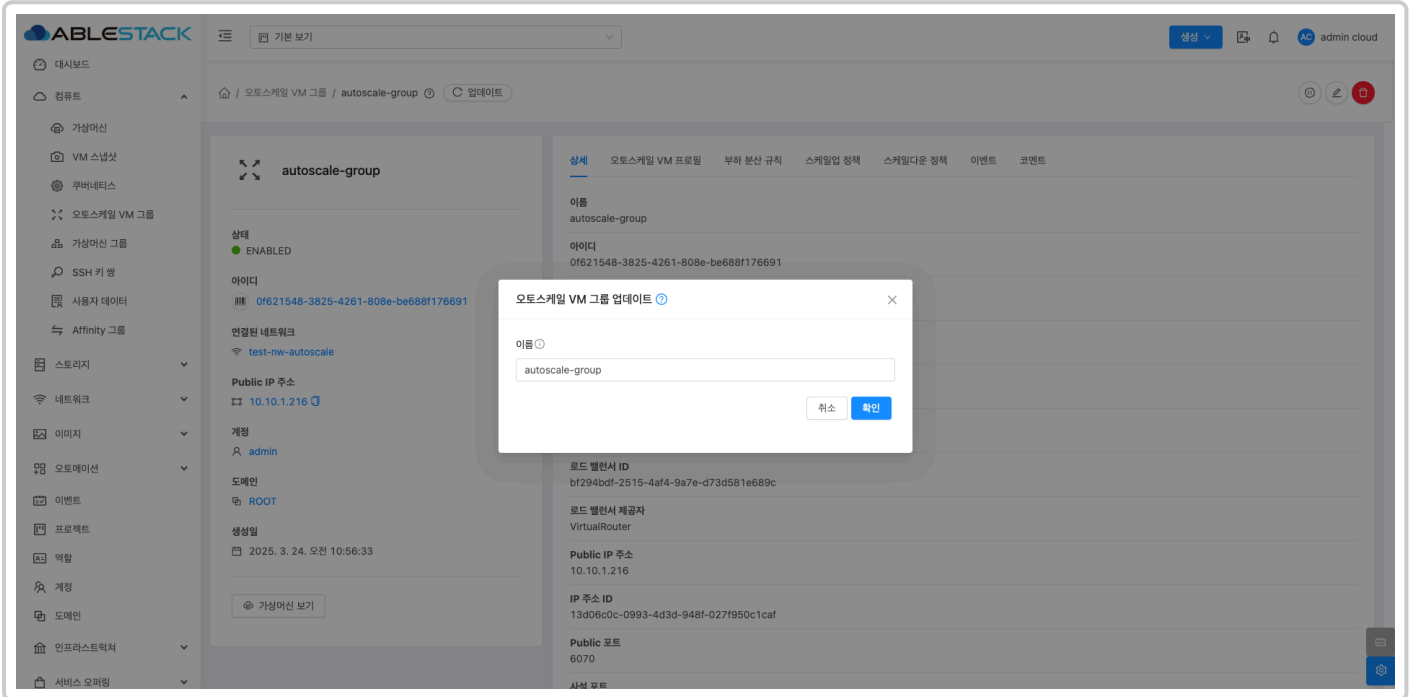 ABLESTACK
기본 보기
생성
AC
admin cloud
대시보드
컴퓨트
가상머신
VM 스냅샷
쿠버네티스
오토스케일 VM 그룹
가상머신 그룹
SSH 키 쌍
사용자 데이터
Affinity 그룹
스토리지
네트워크
이미지
오토메이션
이벤트
프로젝트
역할
계정
도메인
인프라스트럭쳐
서비스 오퍼링
/ 오토스케일 VM 그룹 / autoscale-group
업데이트
autoscale-group
상태
ENABLED
아이디
0f621548-3825-4261-808e-be688f176691
연결된 네트워크
test-nw-autoscale
Public IP 주소
10.10.1.216
계정
admin
도메인
ROOT
생성일
2025. 3. 24. 오전 10:56:33
가상머신 보기
상세 오토스케일 VM 프로필 부하 분산 규칙 스케일업 정책 스케일다운 정책 이벤트 코멘트
이름
autoscale-group
아이디
0f621548-3825-4261-808e-be688f176691
오토스케일 VM 그룹 업데이트
이름
autoscale-group
취소
확인
로드 밸런서 ID
bf294bdf-2515-4af4-9a7e-d73d581e689c
로드 밸런서 제공자
VirtualRouter
Public IP 주소
10.10.1.216
IP 주소 ID
13d06c0c-0993-4d3d-948f-027f950c1caf
Public 포트
6070
사설 포트